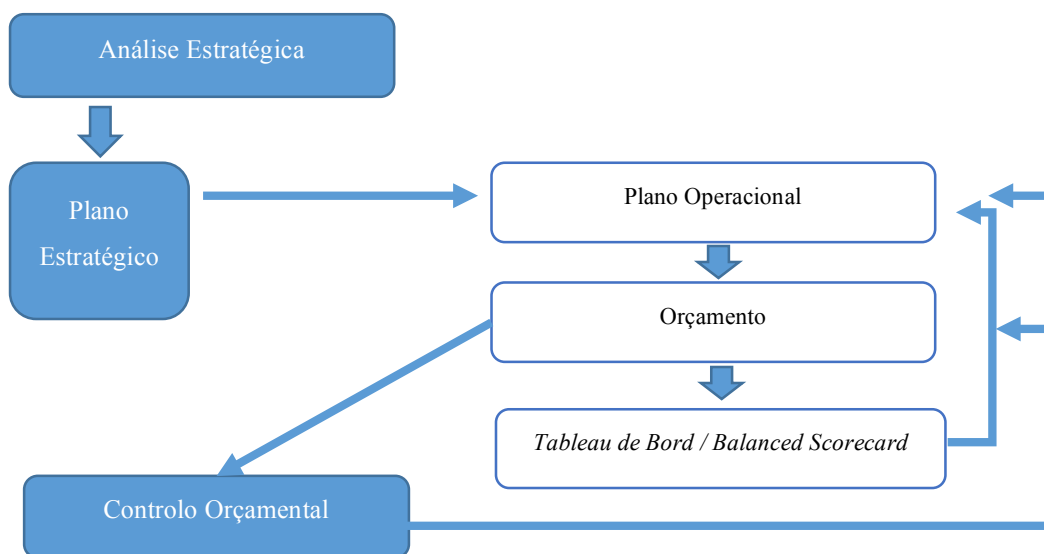 Análise Estratégica
Plano
Estratégico
Plano Operacional
Orçamento
Tableau de Bord / Balanced Scorecard
Controlo Orçamental